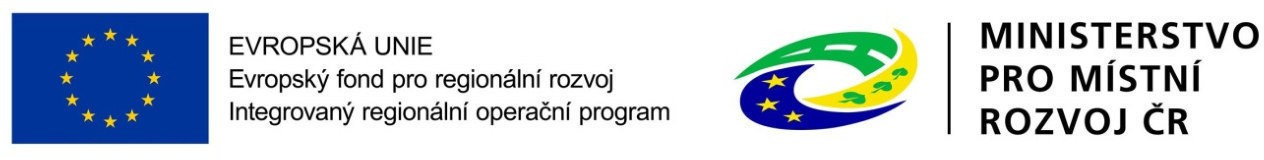 EVROPSKÁ UNIE
Evropský fond pro regionální rozvoj
Integrovaný regionální operační program
MINISTERSTVO
PRO MÍSTNÍ
ROZVOJ ČR